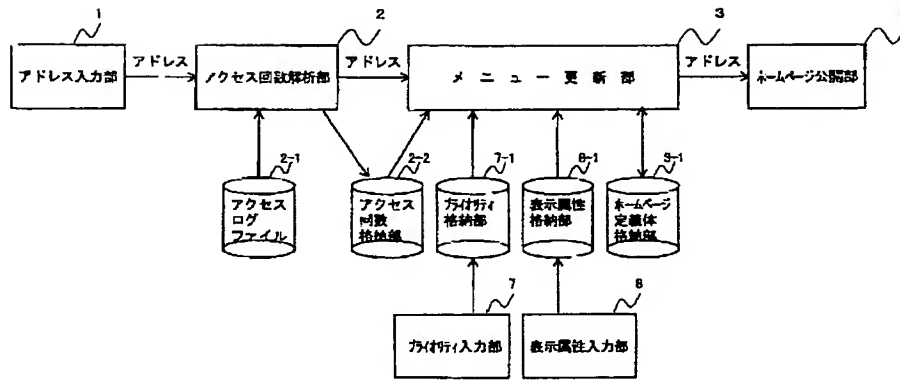 1
2
3
アドレス入力部
アドレス
アクセス回数解析部
アドレス
メニュー更新部
アドレス
ホームページ公開部
2-1
2-2
7-1
8-1
3-1
アクセス
ログ
ファイル
アクセス
回数
格納部
プライオリティ
格納部
表示属性
格納部
ホームページ
定義体
格納部
7
8
プライオリティ入力部
表示属性入力部